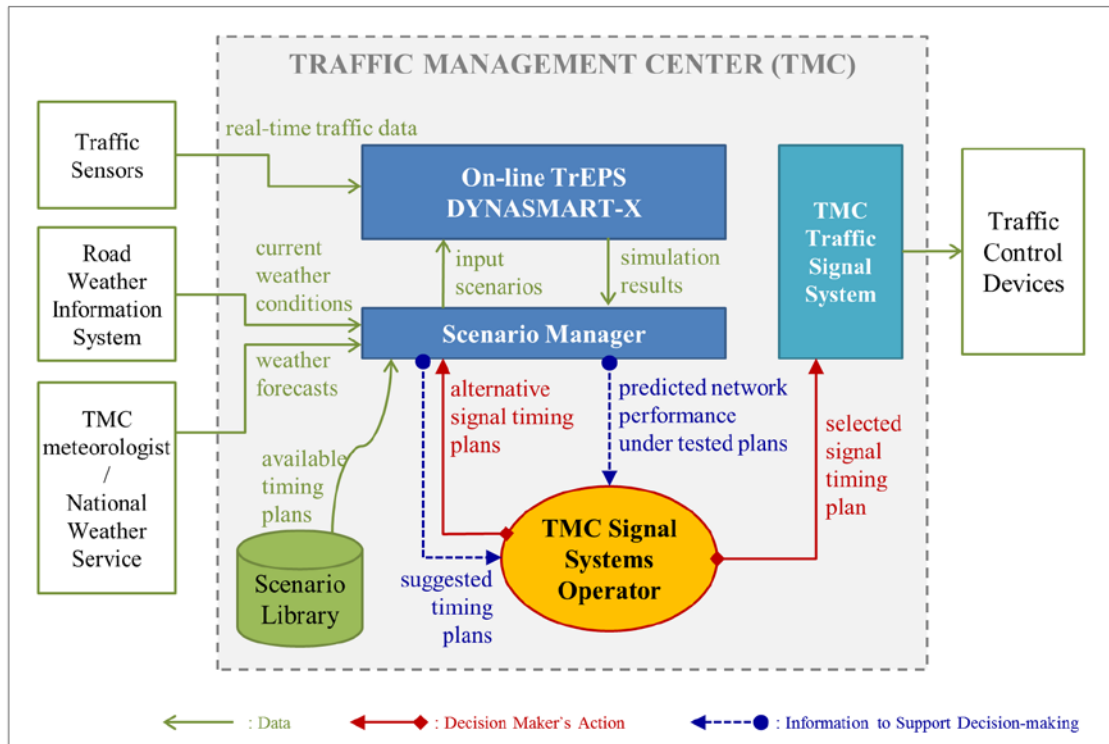 TRAFFIC MANAGEMENT CENTER (TMC)
Traffic
Sensors
real-time traffic data
On-line TrEPS
DYNASMART-X
TMC
Traffic
Signal
System
Traffic
Control
Devices
Road
Weather
Information
System
current
weather
conditions
input
scenarios
simulation
results
Scenario Manager
weather
forecasts
TMC
meteorologist
/
National
Weather
Service
alternative
signal timing
plans
predicted network
performance
under tested plans
selected
signal
timing
plan
available
timing
plans
Scenario
Library
suggested
timing
plans
TMC Signal
Systems
Operator
: Data
: Decision Maker's Action
: Information to Support Decision-making